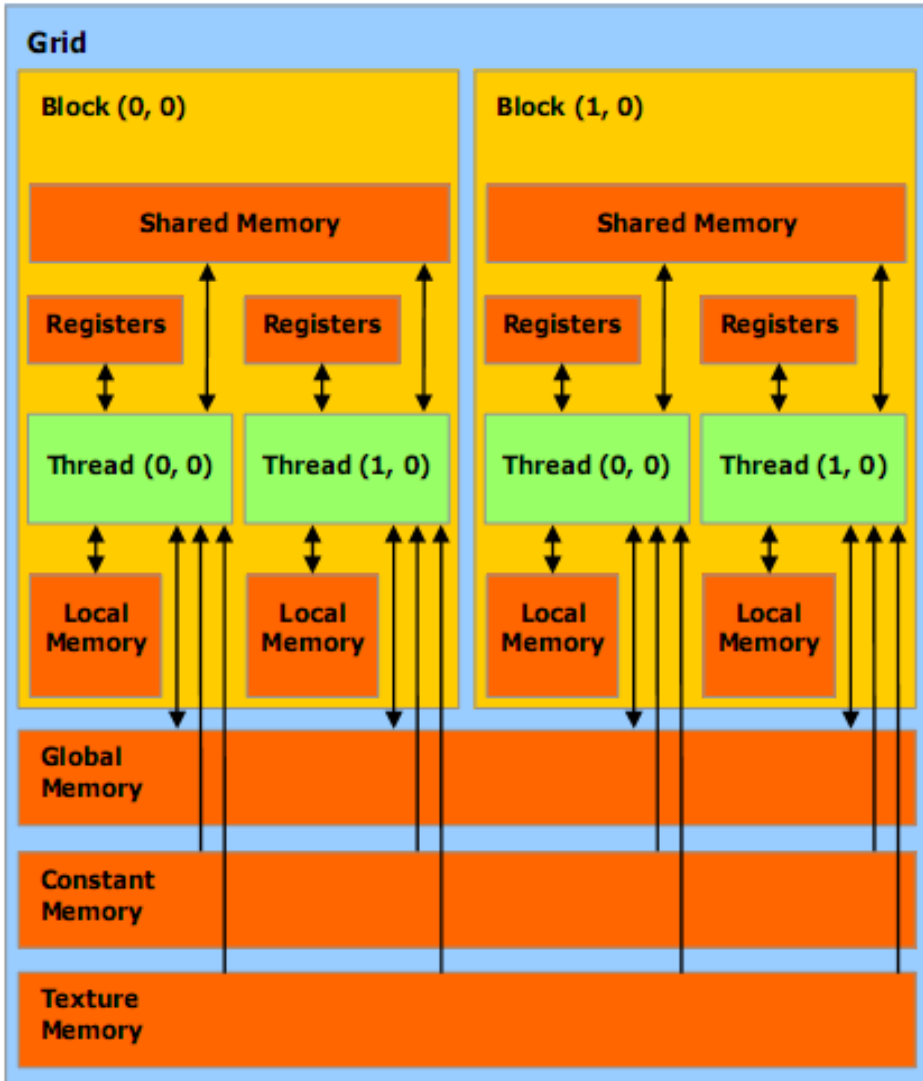 Grid
Block (0, 0)
Shared Memory
Registers
Registers
Thread (0, 0)
Thread (1, 0)
Local
Memory
Local
Memory
Block (1, 0)
Shared Memory
Registers
Registers
Thread (0, 0)
Thread (1, 0)
Local
Memory
Local
Memory
Global
Memory
Constant
Memory
Texture
Memory